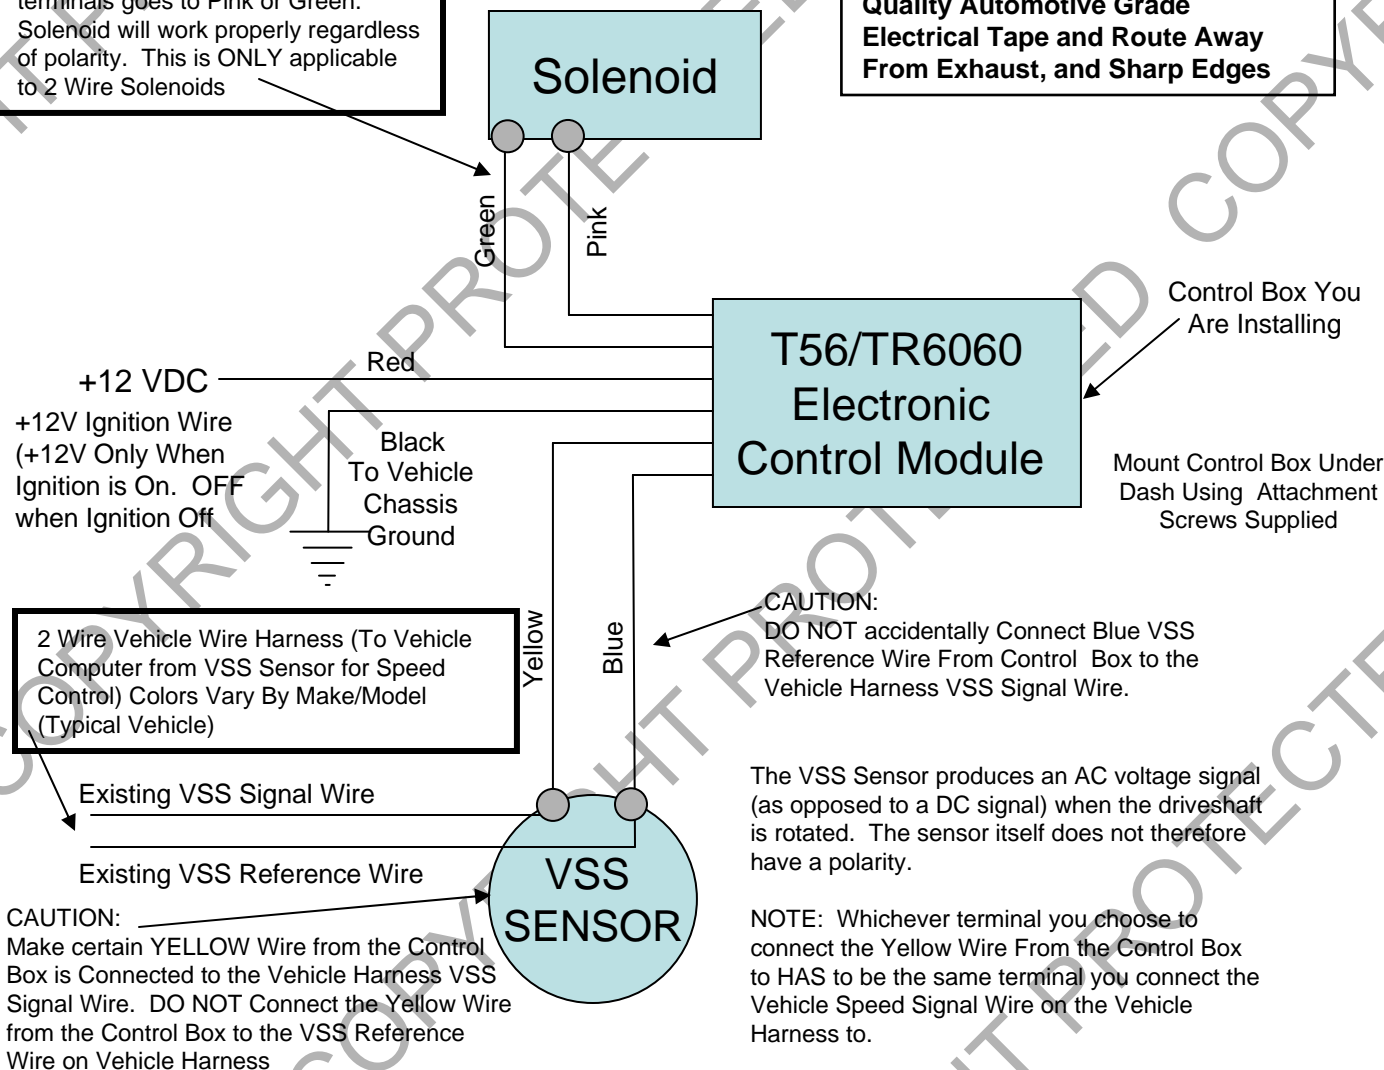 terminals goes to Pink or Green.
Solenoid will work properly regardless
of polarity. This is ONLY applicable
to 2 Wire Solenoids
Solenoid
Quality Automotive Grade
Electrical Tape and Route Away
From Exhaust, and Sharp Edges
Green
Pink
Control Box You
Are Installing
T56/TR6060
Electronic
Control Module
Red
+12 VDC
+12V Ignition Wire
(+12V Only When
Ignition is On. OFF
when Ignition Off
Black
To Vehicle
Chassis
Ground
Mount Control Box Under
Dash Using Attachment
Screws Supplied
2 Wire Vehicle Wire Harness (To Vehicle
Computer from VSS Sensor for Speed
Control) Colors Vary By Make/Model
(Typical Vehicle)
Yellow
Blue
CAUTION:
DO NOT accidentally Connect Blue VSS
Reference Wire From Control Box to the
Vehicle Harness VSS Signal Wire.
Existing VSS Signal Wire
Existing VSS Reference Wire
VSS
SENSOR
The VSS Sensor produces an AC voltage signal
(as opposed to a DC signal) when the driveshaft
is rotated. The sensor itself does not therefore
have a polarity.
CAUTION:
Make certain YELLOW Wire from the Control
Box is Connected to the Vehicle Harness VSS
Signal Wire. DO NOT Connect the Yellow Wire
from the Control Box to the VSS Reference
Wire on Vehicle Harness
NOTE: Whichever terminal you choose to
connect the Yellow Wire From the Control Box
to HAS to be the same terminal you connect the
Vehicle Speed Signal Wire on the Vehicle
Harness to.
COPYRIGHT PROTECTED
COPYRIGHT PROTECTED